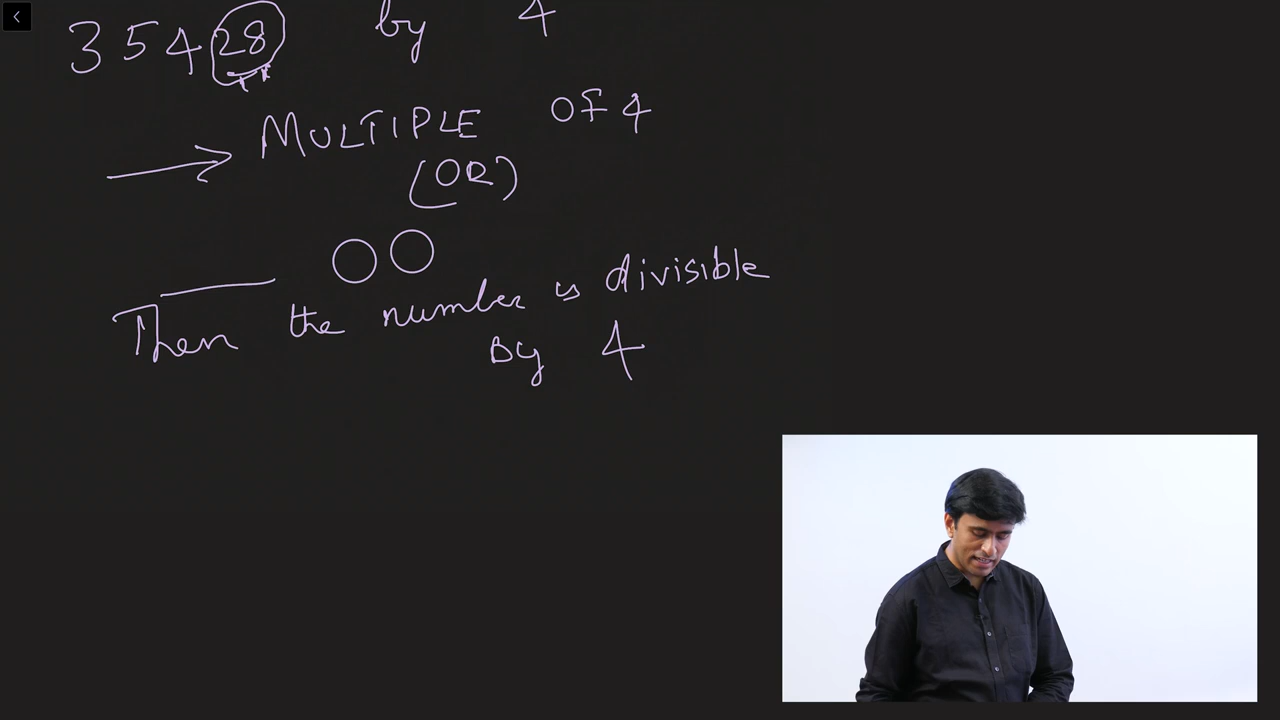 35428 by 4
MULTIPLE OF 4
(OR)
00
Then the number is divisible
By 4